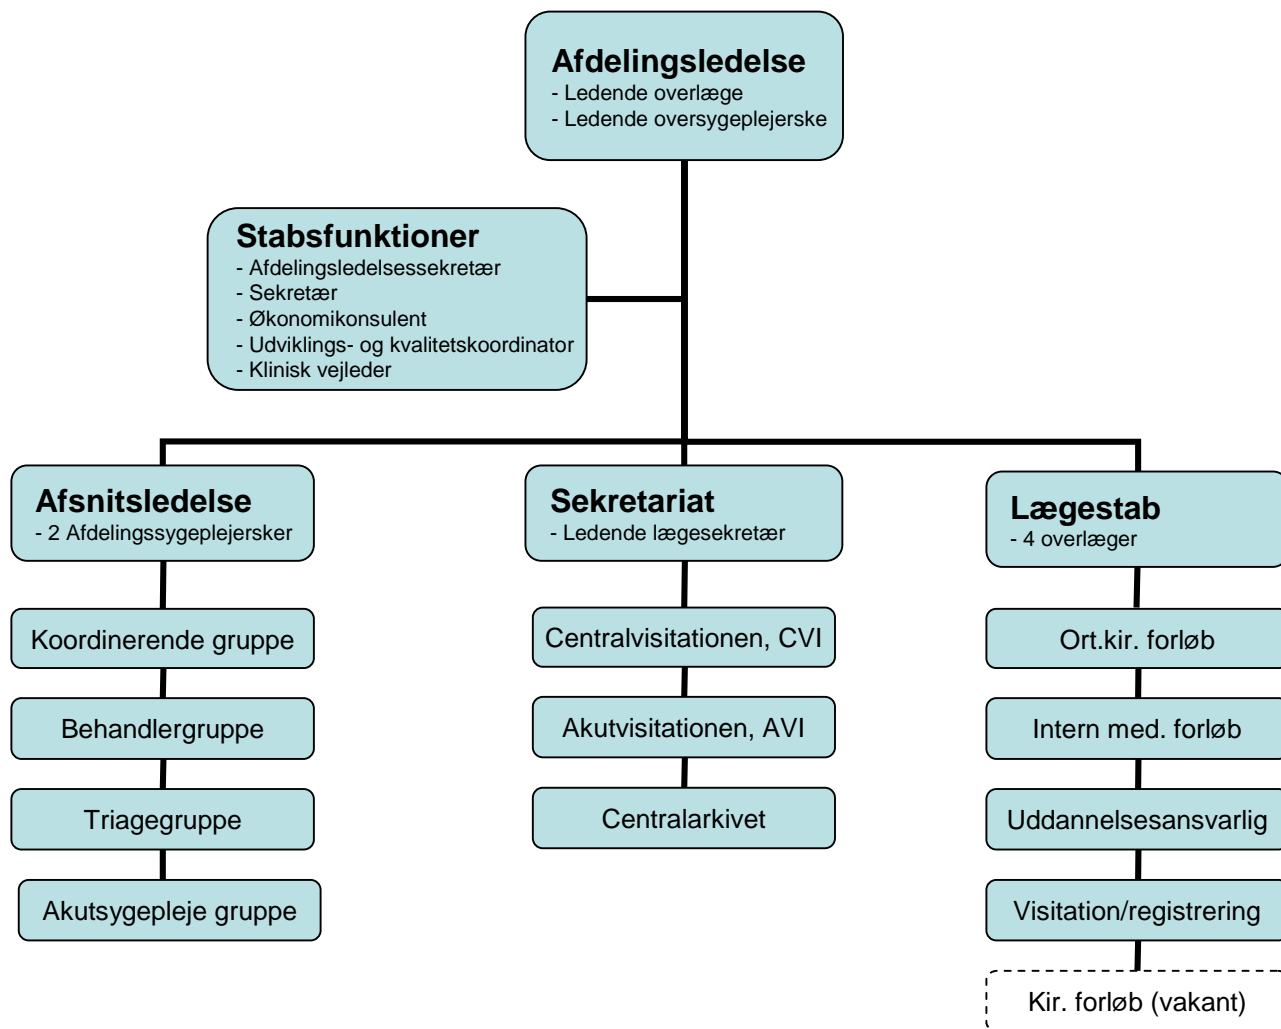 Afdelingsledelse
- Ledende overlæge
- Ledende oversygeplejerske
Stabsfunktioner
- Afdelingsledelsessekretær
- Sekretær
- Økonomikonsulent
- Udviklings- og kvalitetskoordinator
- Klinisk vejleder
Afsnitsledelse
- 2 Afdelingssygeplejersker
Koordinerende gruppe
Behandlergruppe
Triagegruppe
Akutsygepleje gruppe
Sekretariat
- Ledende lægesekretær
Centralvisitationen, CVI
Akutvisitationen, AVI
Centralarkivet
Lægestab
- 4 overlæger
Ort.kir. forløb
Intern med. forløb
Uddannelsesansvarlig
Visitation/registrering
Kir. forløb (vakant)